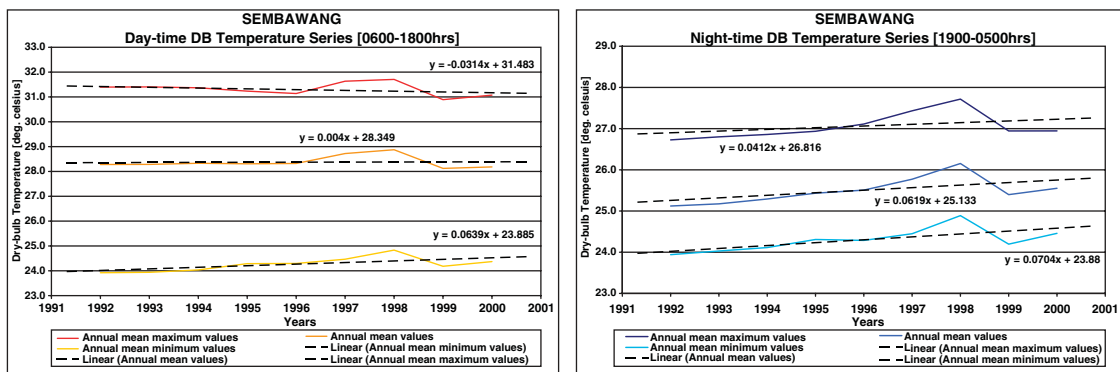 SEMBAWANG
Day-time DB Temperature Series [0600-1800hrs]
Dry-bulb Temperature [deg. celsuis]
33.0
32.0
31.0
30.0
29.0
28.0
27.0
26.0
25.0
24.0
23.0
y = -0.0314x + 31.483
y = 0.004x + 28.349
y = 0.0639x + 23.885
1991 1992 1993 1994 1995 1996 1997 1998 1999 2000 2001
Years
Annual mean maximum values
Annual mean values
Annual mean minimum values
Linear (Annual mean minimum values)
Linear (Annual mean values)
Linear (Annual mean maximum values)
SEMBAWANG
Night-time DB Temperature Series [1900-0500hrs]
Dry-bulb Temperature [deg. celsius]
29.0
28.0
27.0
26.0
25.0
24.0
23.0
y = 0.0412x + 26.816
y = 0.0619x + 25.133
y = 0.0704x + 23.88
1991 1992 1993 1994 1995 1996 1997 1998 1999 2000 2001
Years
Annual mean maximum values
Annual mean values
Annual mean minimum values
Linear (Annual mean maximum values)
Linear (Annual mean values)
Linear (Annual mean minimum values)